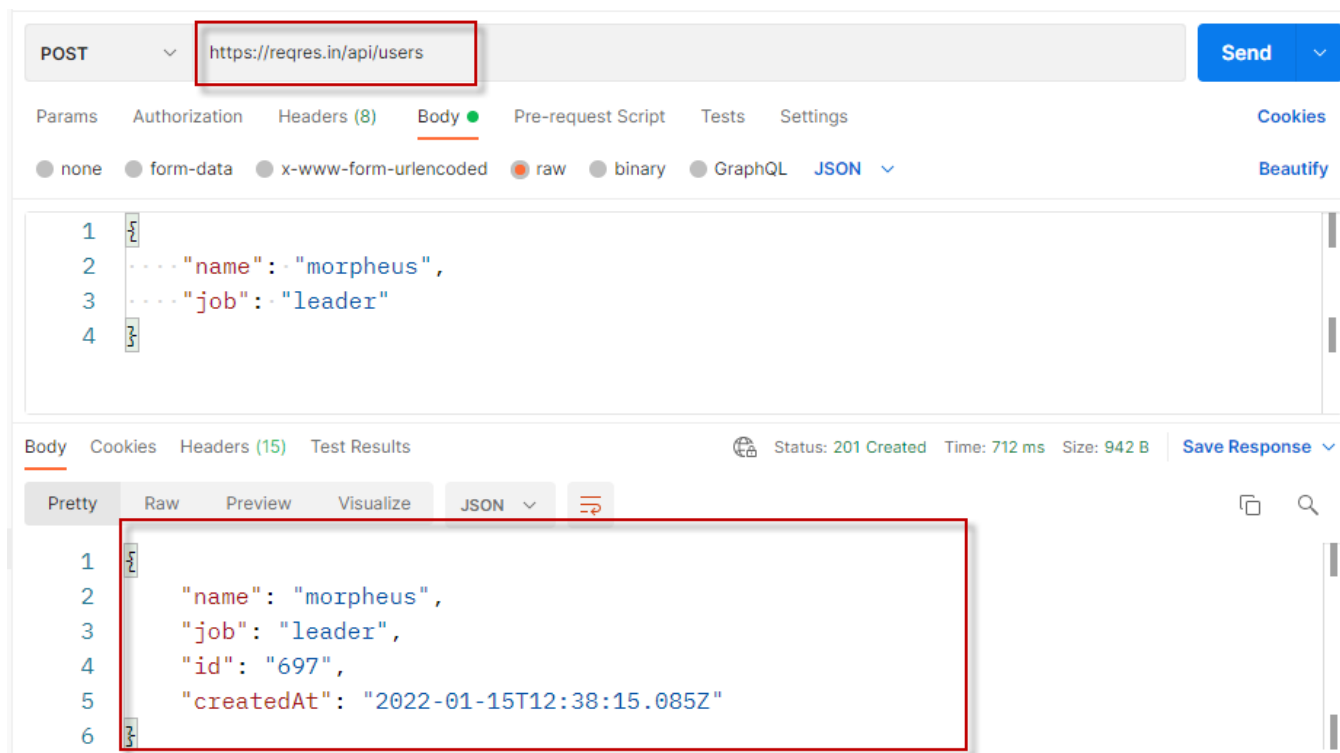 POST https://reqres.in/api/users Send
Params Authorization Headers (8) Body Pre-request Script Tests Settings Cookies
none form-data x-www-form-urlencoded raw binary GraphQL JSON Beautify
1 {
2 "name": "morpheus",
3 "job": "leader"
4 }
Body Cookies Headers (15) Test Results Status: 201 Created Time: 712 ms Size: 942 B Save Response
Pretty Raw Preview Visualize JSON
1 {
2 "name": "morpheus",
3 "job": "leader",
4 "id": "697",
5 "createdAt": "2022-01-15T12:38:15.085Z"
6 }